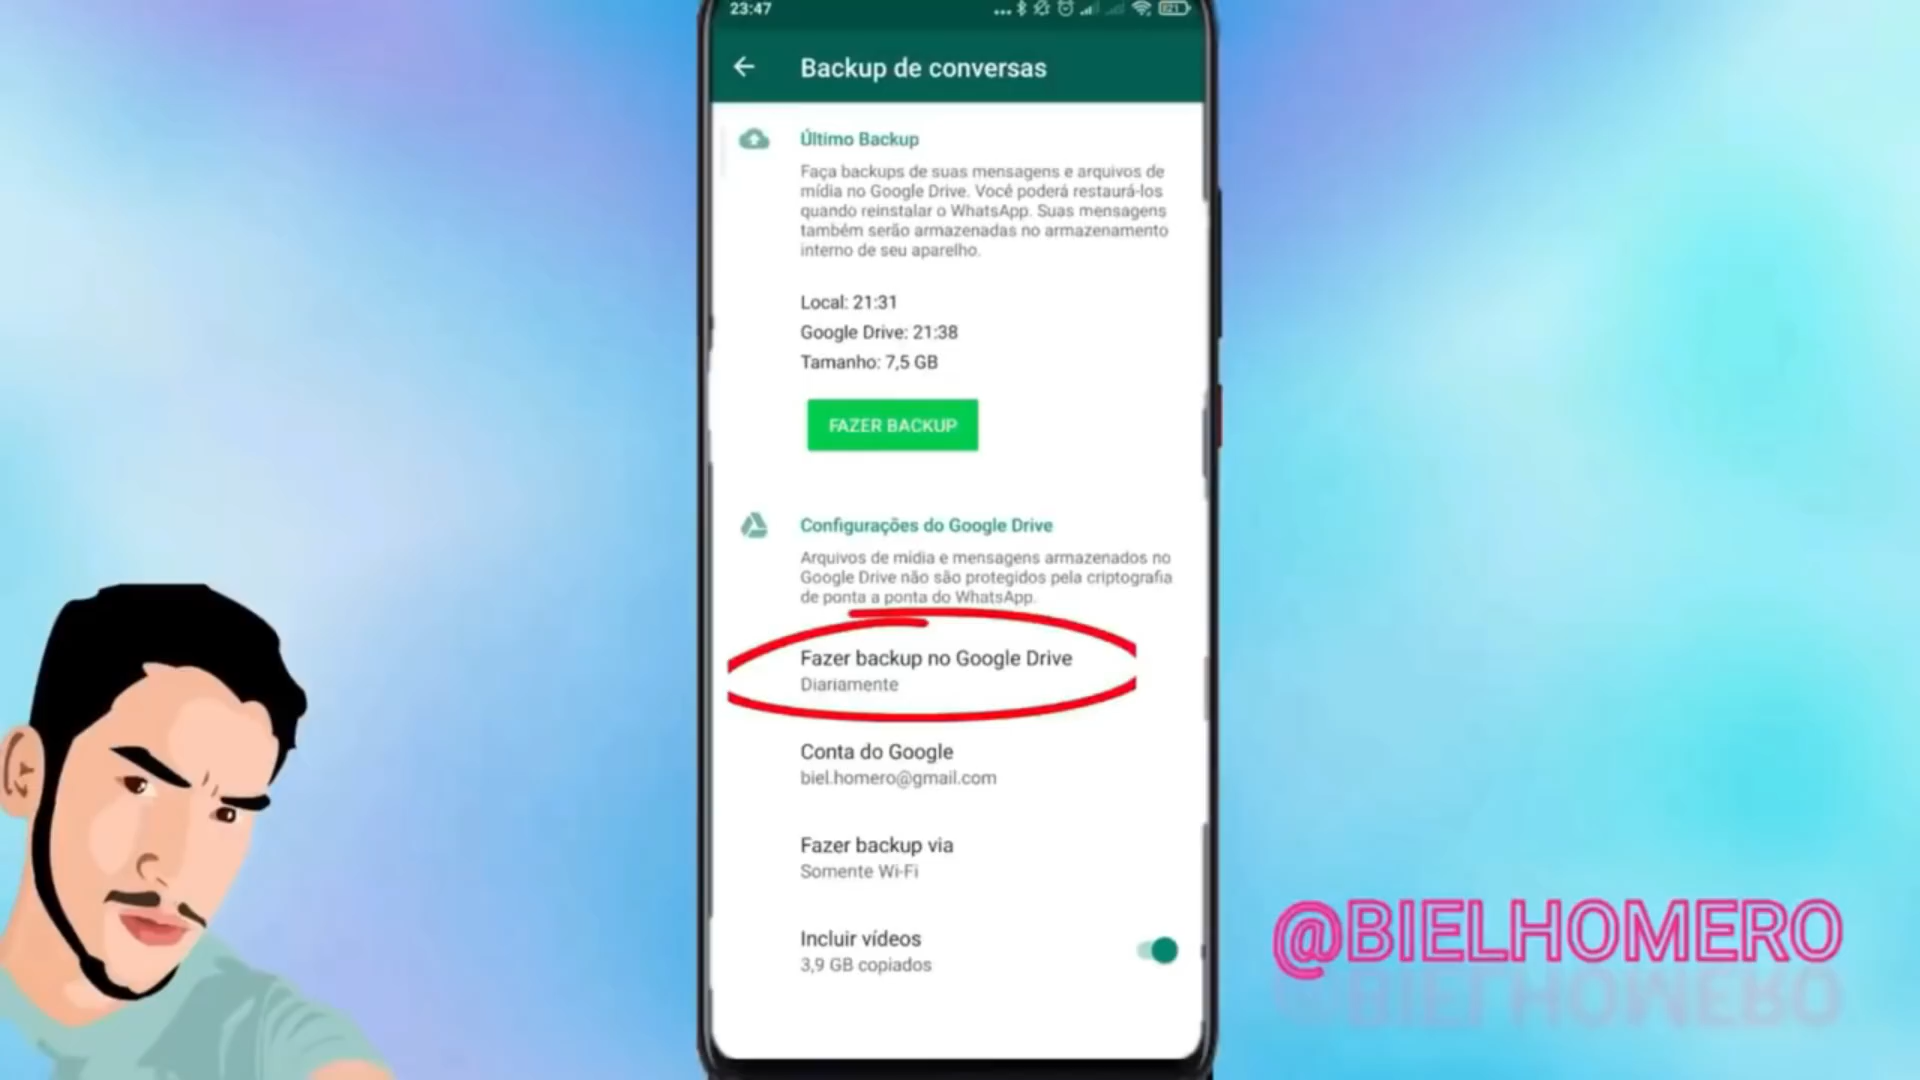 23:47
Backup de conversas
Último Backup
Faça backups de suas mensagens e arquivos de
mídia no Google Drive. Você poderá restaurá-los
quando reinstalar o WhatsApp. Suas mensagens
também serão armazenadas no armazenamento
interno de seu aparelho.
Local: 21:31
Google Drive: 21:38
Tamanho: 7,5 GB
FAZER BACKUP
Configurações do Google Drive
Arquivos de mídia e mensagens armazenados no
Google Drive não são protegidos pela criptografia
de ponta a ponta do WhatsApp.
Fazer backup no Google Drive
Diariamente
Conta do Google
biel.homero@gmail.com
Fazer backup via
Somente Wi-Fi
Incluir vídeos
3,9 GB copiados
@BIELHOMERO